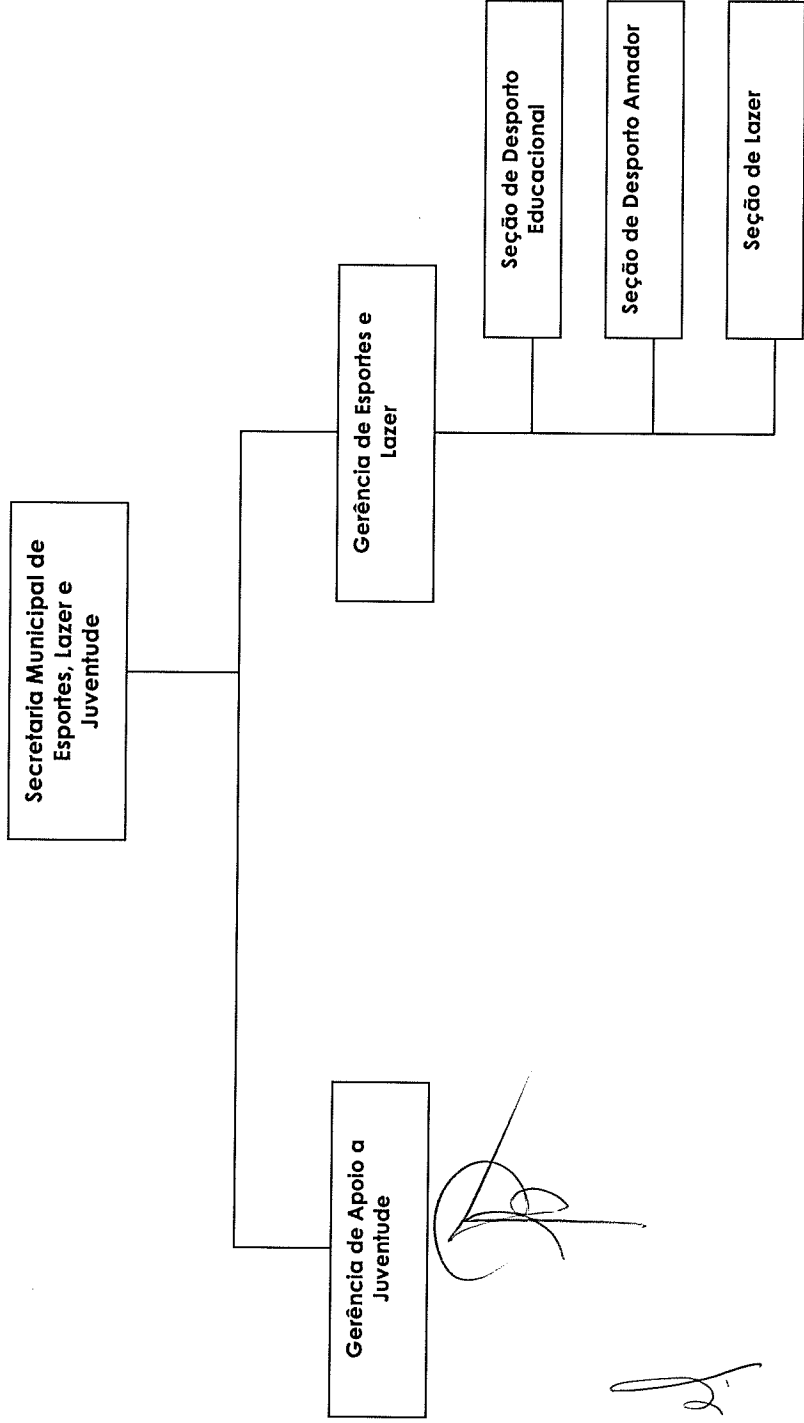 Secretaria Municipal de
Esportes, Lazer e
Juventude
Gerência de Apoio a
Juventude
Gerência de Esportes e
Lazer
Seção de Desporto
Educacional
Seção de Desporto Amador
Seção de Lazer